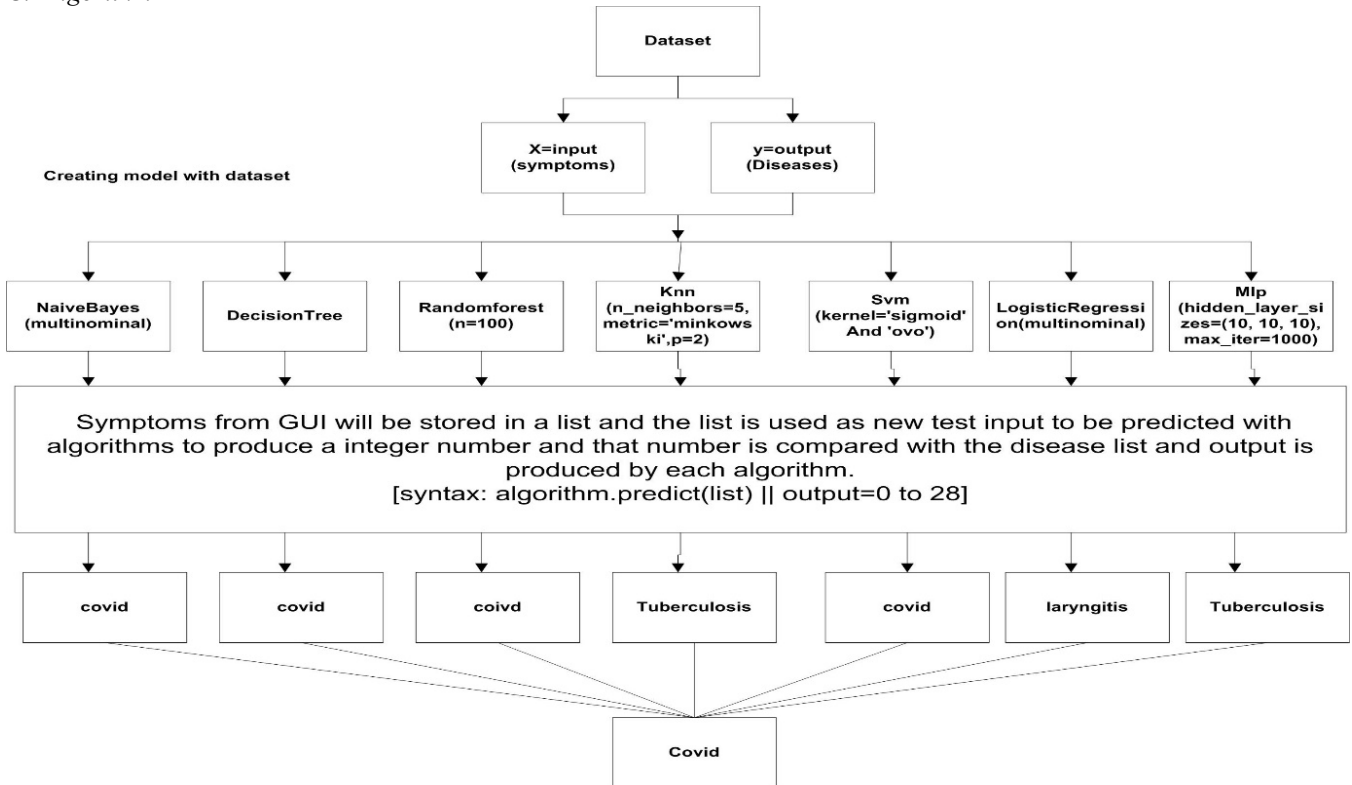 Dataset
X=input
(symptoms)
y=output
(Diseases)
Creating model with dataset
NaiveBayes
(multinominal)
DecisionTree
Randomforest
(n=100)
Knn
(n_neighbors=5,
metric='minkows
ki',p=2)
Svm
(kernel='sigmoid'
And 'ovo')
LogisticRegressi
on(multinominal)
Mlp
(hidden_layer_si
zes=(10, 10, 10),
max_iter=1000)
Symptoms from GUI will be stored in a list and the list is used as new test input to be predicted with
algorithms to produce a integer number and that number is compared with the disease list and output is
produced by each algorithm.
[syntax: algorithm.predict(list) || output=0 to 28]
covid
covid
coivd
Tuberculosis
covid
laryngitis
Tuberculosis
Covid